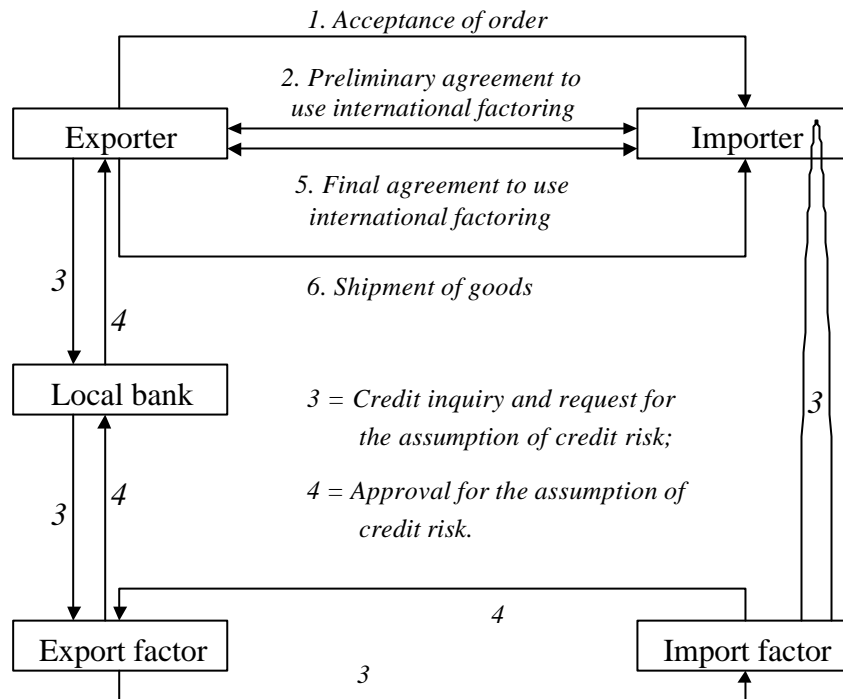 1. Acceptance of order
2. Preliminary agreement to
use international factoring
Exporter
Importer
5. Final agreement to use
international factoring
3
6. Shipment of goods
4
Local bank
3 = Credit inquiry and request for
the assumption of credit risk;
3
4 = Approval for the assumption of
credit risk.
4
3
4
Export factor
3
Import factor